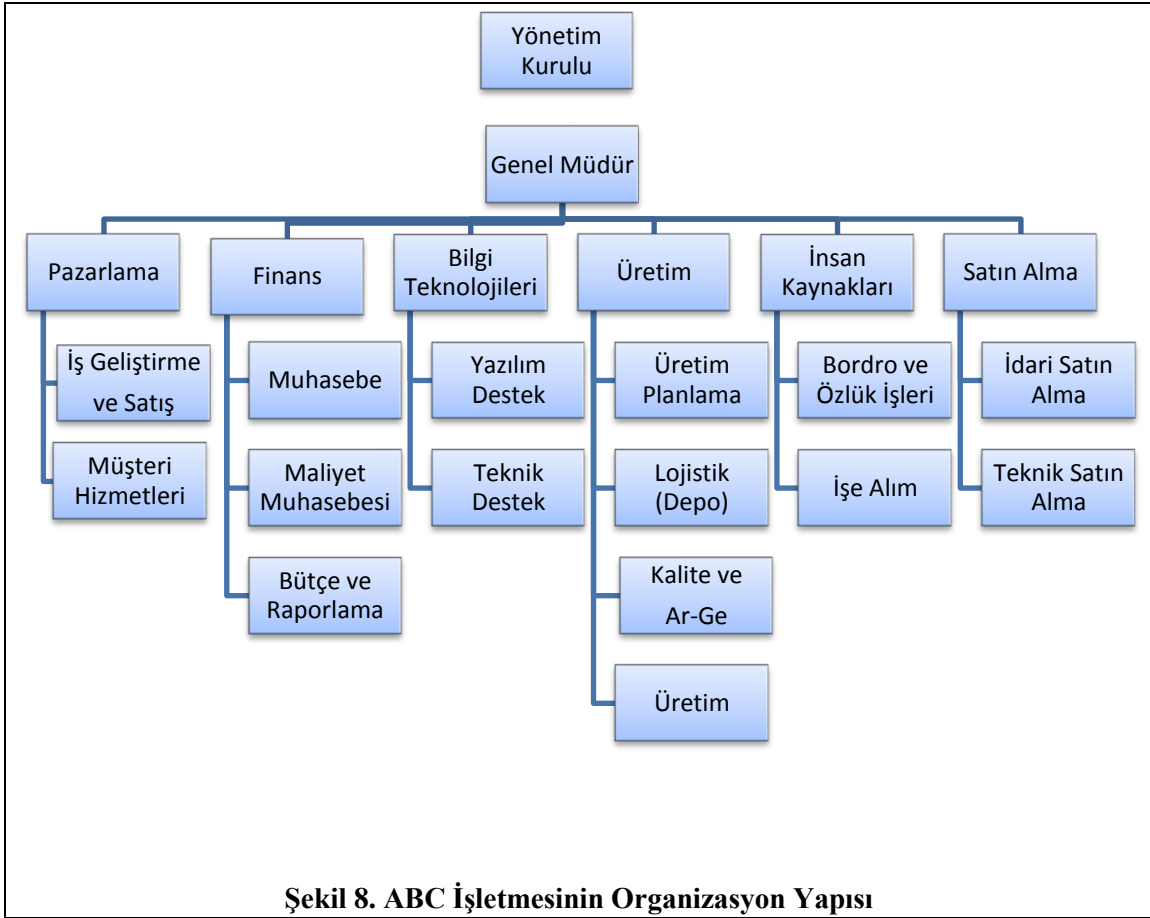 Yönetim
Kurulu
Genel Müdür
Pazarlama
Finans
Bilgi
Teknolojileri
Üretim
İnsan
Kaynakları
Satın Alma
İş Geliştirme
ve Satış
Müşteri
Hizmetleri
Muhasebe
Maliyet
Muhasebesi
Bütçe ve
Raporlama
Yazılım
Destek
Teknik
Destek
Üretim
Planlama
Lojistik
(Depo)
Kalite ve
Ar-Ge
Üretim
Bordro ve
Özlük İşleri
İşe Alım
İdari Satın
Alma
Teknik Satın
Alma
Şekil 8. ABC İşletmesinin Organizasyon Yapısı